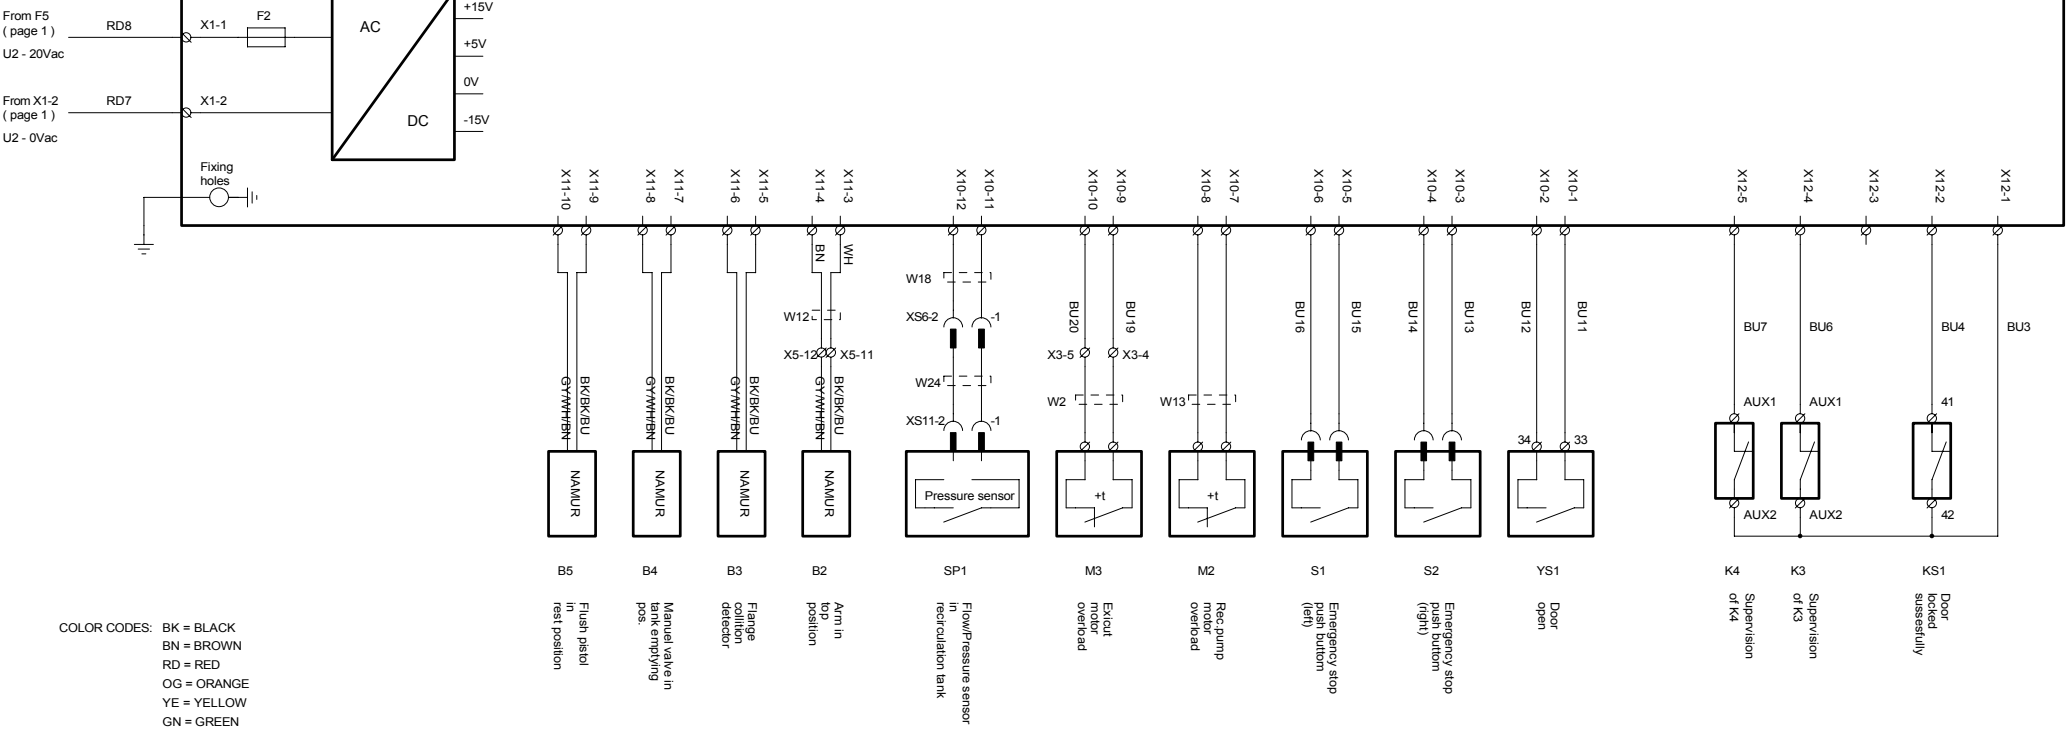 From F5
( page 1 )
U2 - 20Vac
RD8
X1-1
F2
AC
DC
+15V
+5V
0V
-15V
From X1-2
( page 1 )
U2 - 0Vac
RD7
X1-2
Fixing
holes
X11-10
X11-9
X11-8
X11-7
X11-6
X11-5
X11-4
X11-3
X10-12
X10-11
X10-10
X10-9
X10-8
X10-7
X10-6
X10-5
X10-4
X10-3
X10-2
X10-1
X12-5
X12-4
X12-3
X12-2
X12-1
BN
WH
W12
X5-12
X5-11
W18
XS6-2
-1
W24
XS11-2
-1
BU20
BU19
X3-5
X3-4
W2
W13
BU16
BU15
BU14
BU13
BU12
BU11
34
33
BU7
BU6
BU4
BU3
AUX1
AUX1
41
AUX2
AUX2
42
GY/WH/BN
BK/BK/BU
GY/WH/BN
BK/BK/BU
GY/WH/BN
BK/BK/BU
GY/WH/BN
BK/BK/BU
NAMUR
NAMUR
NAMUR
NAMUR
Pressure sensor
+t
+t
B5
B4
B3
B2
SP1
M3
M2
S1
S2
YS1
K4
K3
KS1
Flush pistol
in
rest position
Manuel valve in
tank emptying
pos.
Flange
collition
detector
Arm in
top
position
Flow/Pressure sensor
in
recirculation tank
Exicut
motor
overload
Rec.pump
motor
overload
Emergency stop
push buttom
(left)
Emergency stop
push buttom
(right)
Door
open
Supervision
of K4
Supervision
of K3
Door
locked
sussesfully
COLOR CODES: BK = BLACK
BN = BROWN
RD = RED
OG = ORANGE
YE = YELLOW
GN = GREEN